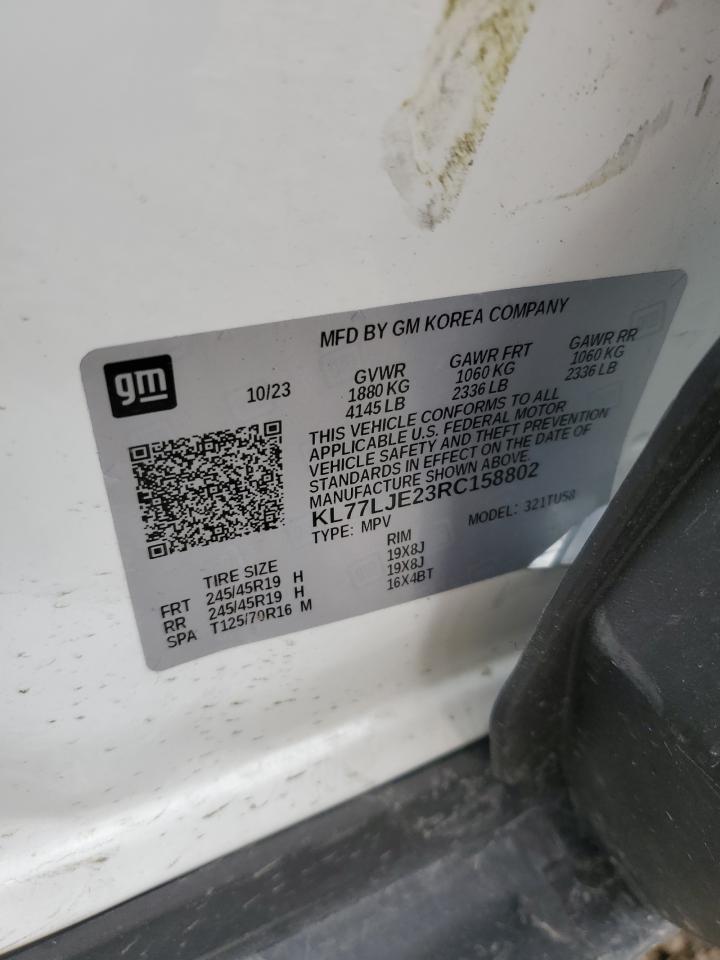 MFD BY GM KOREA COMPANY
gm
10/23
GVWR
1880 KG
4145 LB
GAWR FRT
1060 KG
2336 LB
GAWR RR
1060 KG
2336 LB
THIS VEHICLE CONFORMS TO ALL
APPLICABLE U.S. FEDERAL MOTOR
VEHICLE SAFETY AND THEFT PREVENTION
STANDARDS IN EFFECT ON THE DATE OF
MANUFACTURE SHOWN ABOVE.
KL77LJE23RC158802
TYPE: MPV MODEL: 321TU58
TIRE SIZE RIM
FRT 245/45R19 H 19X8J
RR 245/45R19 H 19X8J
SPA T125/70R16 M 16X4BT